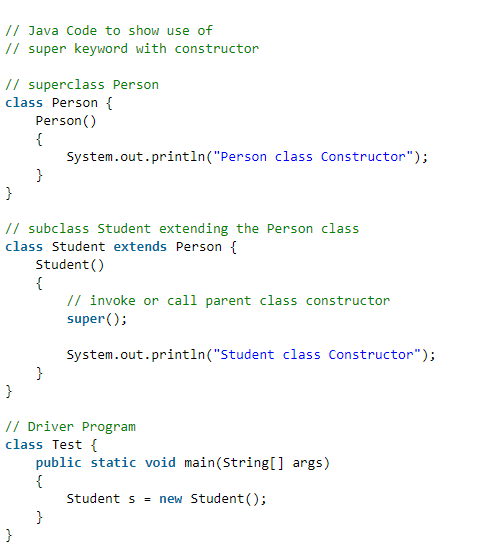 // Java Code to show use of
// super keyword with constructor

// superclass Person
class Person {
    Person()
    {
        System.out.println("Person class Constructor");
    }
}

// subclass Student extending the Person class
class Student extends Person {
    Student()
    {
        // invoke or call parent class constructor
        super();

        System.out.println("Student class Constructor");
    }
}

// Driver Program
class Test {
    public static void main(String[] args)
    {
        Student s = new Student();
    }
}